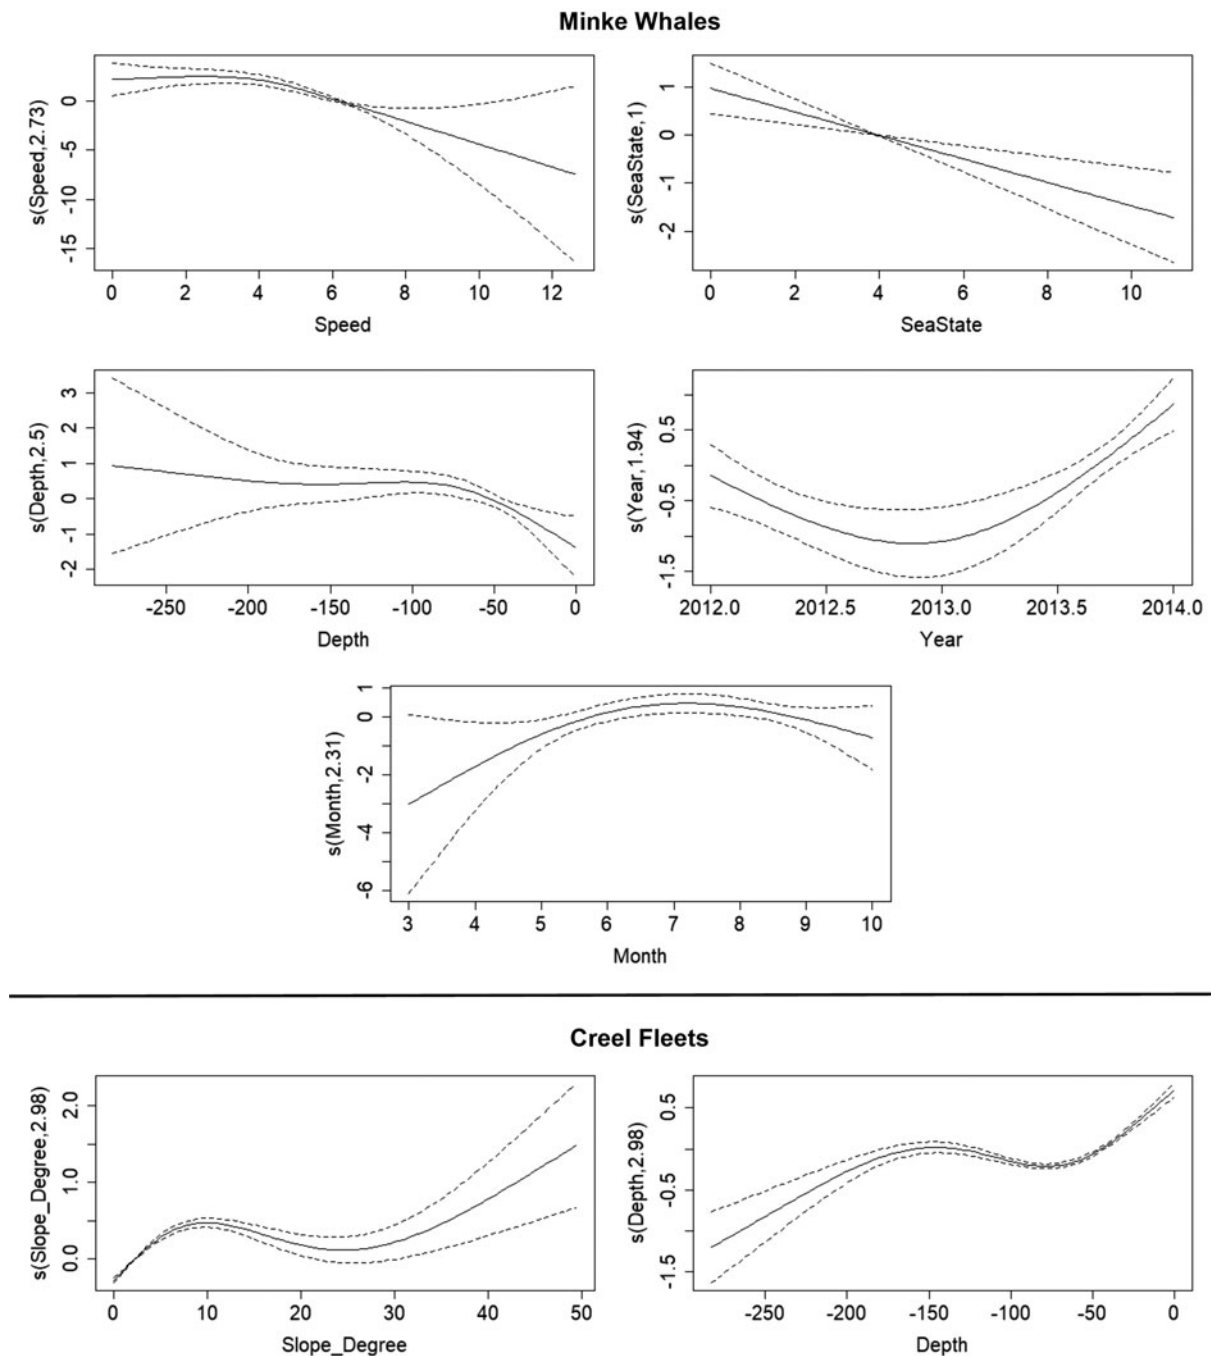 Minke Whales
s(Speed,2.73)
0
-5
-10
-15
0 2 4 6 8 10 12
Speed
s(SeaState,1)
1
0
-1
-2
0 2 4 6 8 10
SeaState
s(Depth,2.5)
3
2
1
0
-1
-2
-250 -200 -150 -100 -50 0
Depth
s(Year,1.94)
0.5
-0.5
-1.5
2012.0 2012.5 2013.0 2013.5 2014.0
Year
s(Month,2.31)
1
0
-2
-4
-6
3 4 5 6 7 8 9 10
Month
Creel Fleets
s(Slope_Degree,2.98)
2.0
1.0
0.0
0 10 20 30 40 50
Slope_Degree
s(Depth,2.98)
0.5
-0.5
-1.5
-250 -200 -150 -100 -50 0
Depth